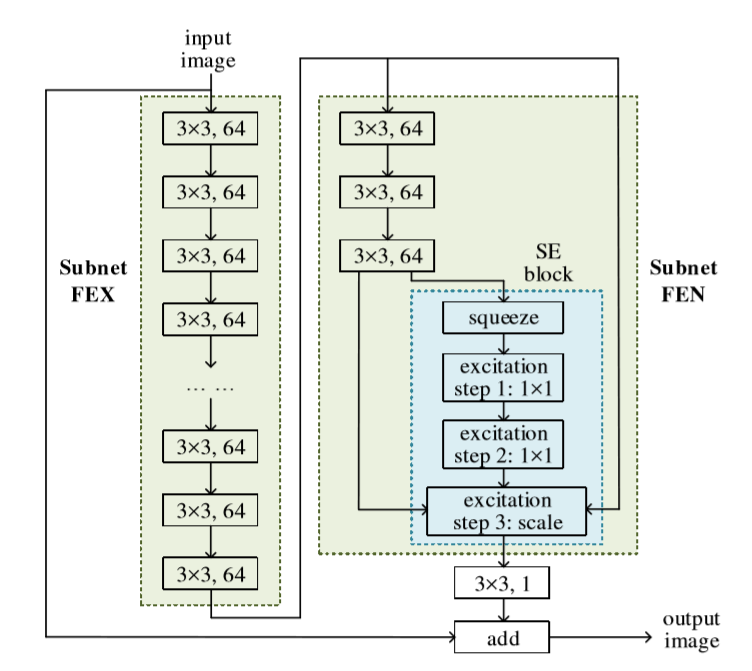 input
image
3×3, 64
3×3, 64
3×3, 64
3×3, 64
... ...
3×3, 64
3×3, 64
3×3, 64
Subnet
FEX
3×3, 64
3×3, 64
3×3, 64
SE
block
squeeze
excitation
step 1: 1×1
excitation
step 2: 1×1
excitation
step 3: scale
Subnet
FEN
3×3, 1
add
output
image